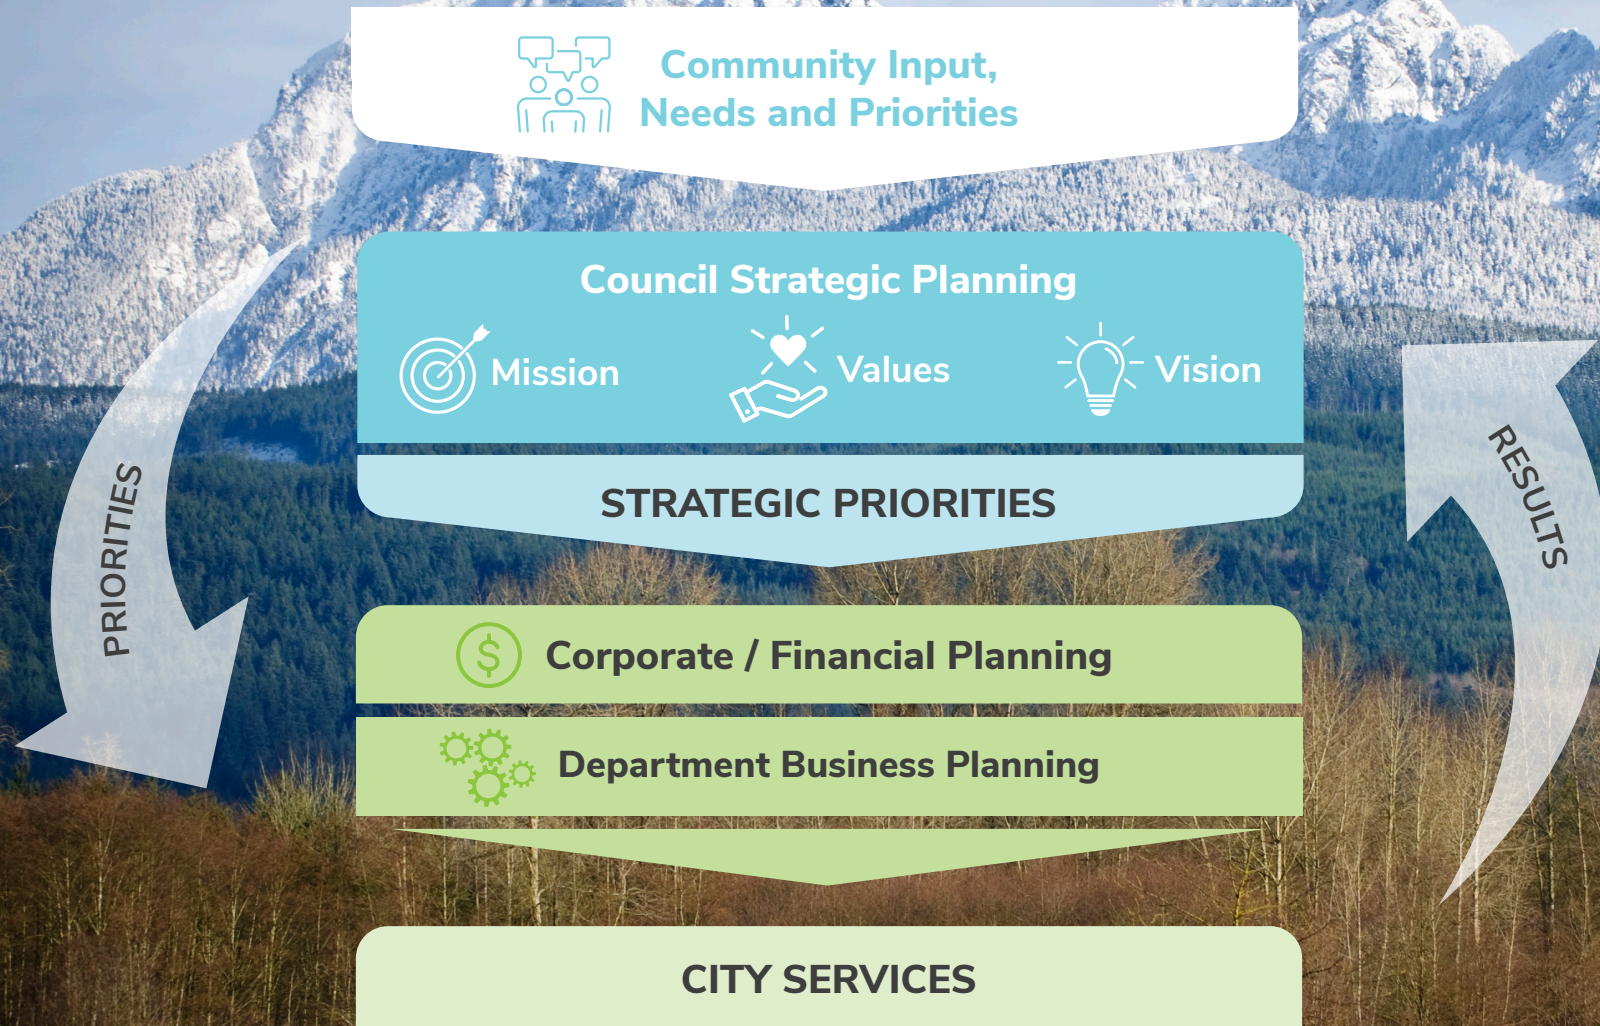 Community Input,
Needs and Priorities
Council Strategic Planning
Mission
Values
Vision
STRATEGIC PRIORITIES
PRIORITIES
RESULTS
Corporate / Financial Planning
Department Business Planning
CITY SERVICES